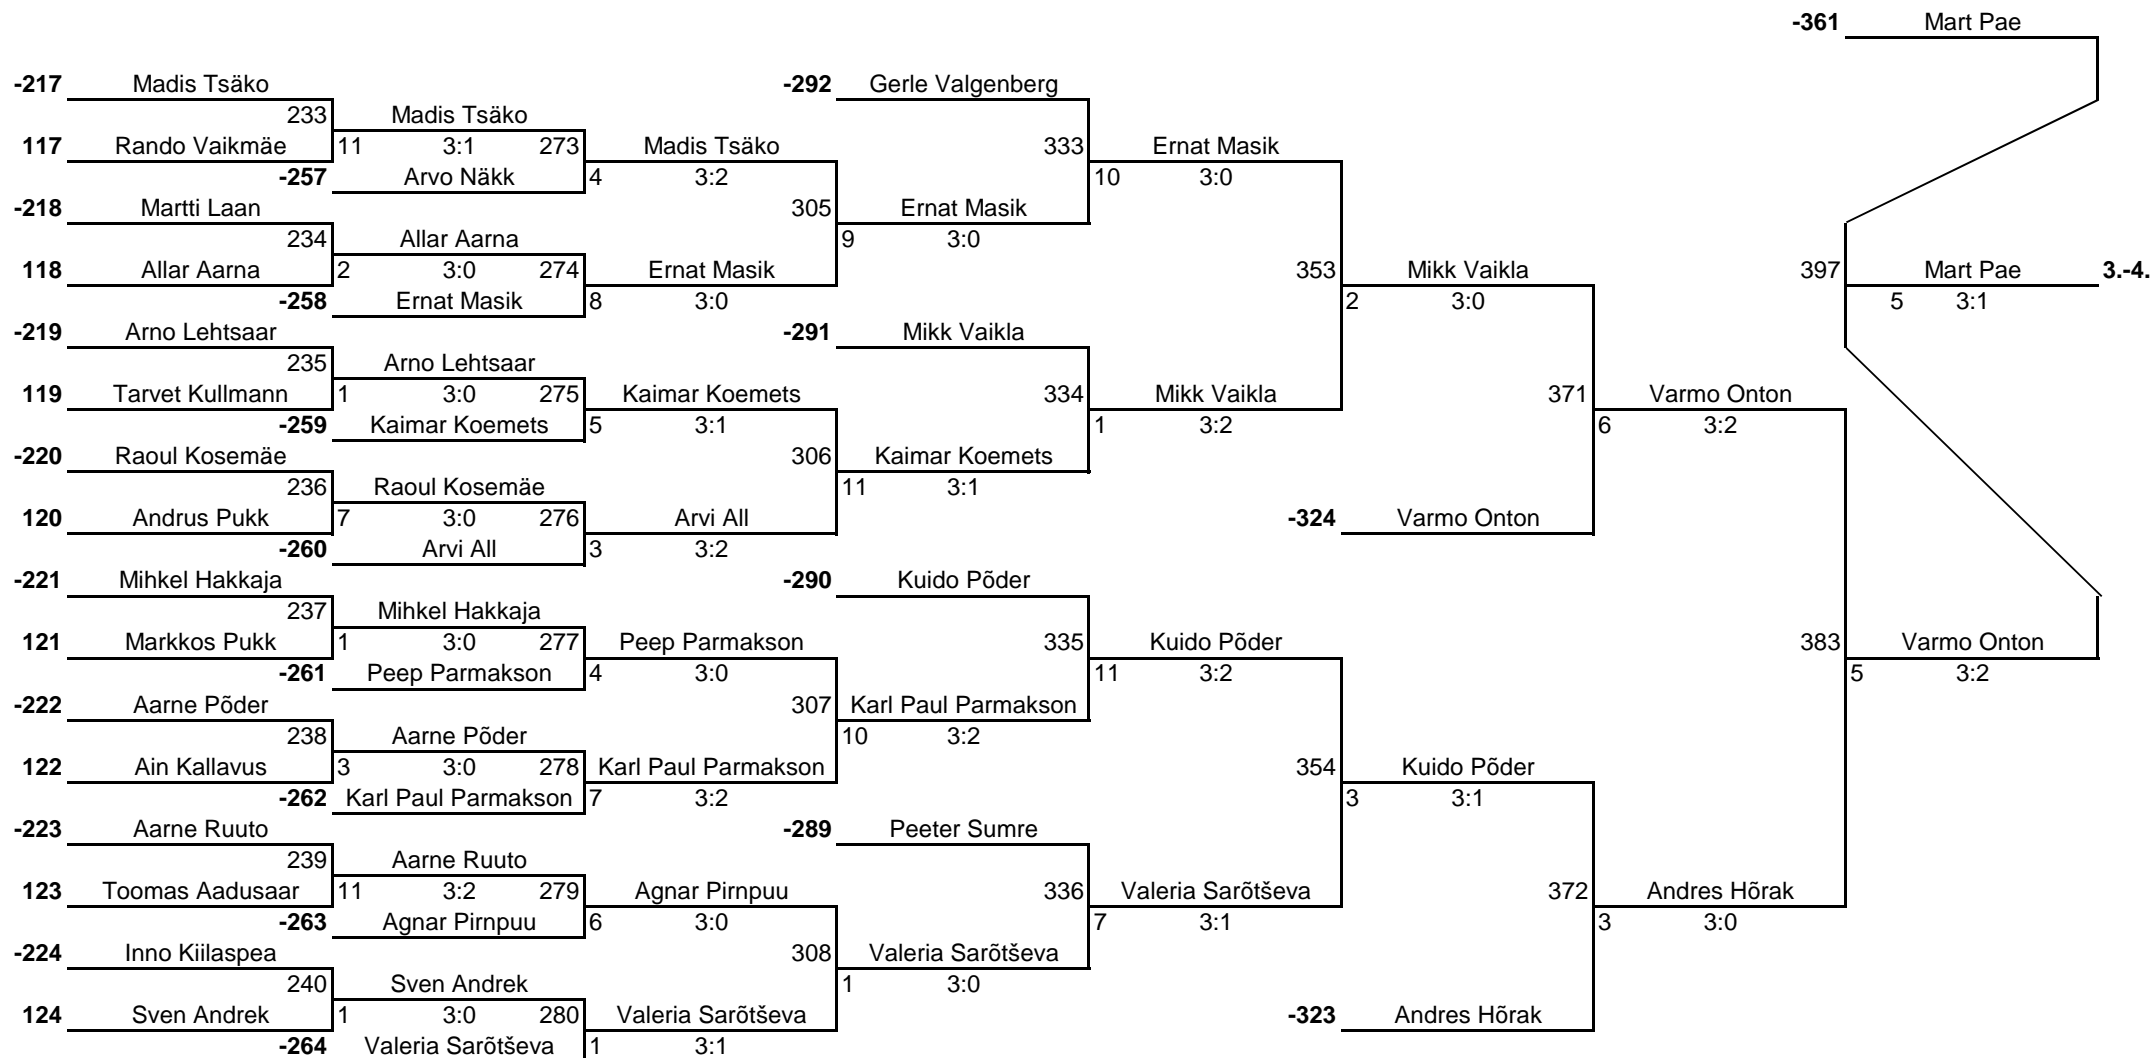 -361 Mart Pae
-217 Madis Tsäko -292 Gerle Valgenberg
233 Madis Tsäko
117 Rando Vaikmäe 11 3:1 273 Madis Tsäko 333 Ernat Masik
-257 Arvo Näkk 4 3:2 10 3:0
-218 Martti Laan 305 Ernat Masik
234 Allar Aarna 9 3:0
118 Allar Aarna 2 3:0 274 Ernat Masik 353 Mikk Vaikla 397 Mart Pae 3.-4.
-258 Ernat Masik 8 3:0 2 3:0 5 3:1
-219 Arno Lehtsaar -291 Mikk Vaikla
235 Arno Lehtsaar
119 Tarvet Kullmann 1 3:0 275 Kaimar Koemets 334 Mikk Vaikla 371 Varmo Onton
-259 Kaimar Koemets 5 3:1 1 3:2 6 3:2
-220 Raoul Kosemäe 306 Kaimar Koemets
236 Raoul Kosemäe 11 3:1
120 Andrus Pukk 7 3:0 276 Arvi All -324 Varmo Onton
-260 Arvi All 3 3:2
-221 Mihkel Hakkaja -290 Kuido Põder
237 Mihkel Hakkaja
121 Markkos Pukk 1 3:0 277 Peep Parmakson 335 Kuido Põder 383 Varmo Onton
-261 Peep Parmakson 4 3:0 11 3:2 5 3:2
-222 Aarne Põder 307 Karl Paul Parmakson
238 Aarne Põder 10 3:2
122 Ain Kallavus 3 3:0 278 Karl Paul Parmakson 354 Kuido Põder
-262 Karl Paul Parmakson 7 3:2 3 3:1
-223 Aarne Ruuto -289 Peeter Sumre
239 Aarne Ruuto
123 Toomas Aadusaar 11 3:2 279 Agnar Pirnpuu 336 Valeria Sarõtševa 372 Andres Hõrak
-263 Agnar Pirnpuu 6 3:0 7 3:1 3 3:0
-224 Inno Kiilaspea 308 Valeria Sarõtševa
240 Sven Andrek 1 3:0
124 Sven Andrek 1 3:0 280 Valeria Sarõtševa -323 Andres Hõrak
-264 Valeria Sarõtševa 1 3:1